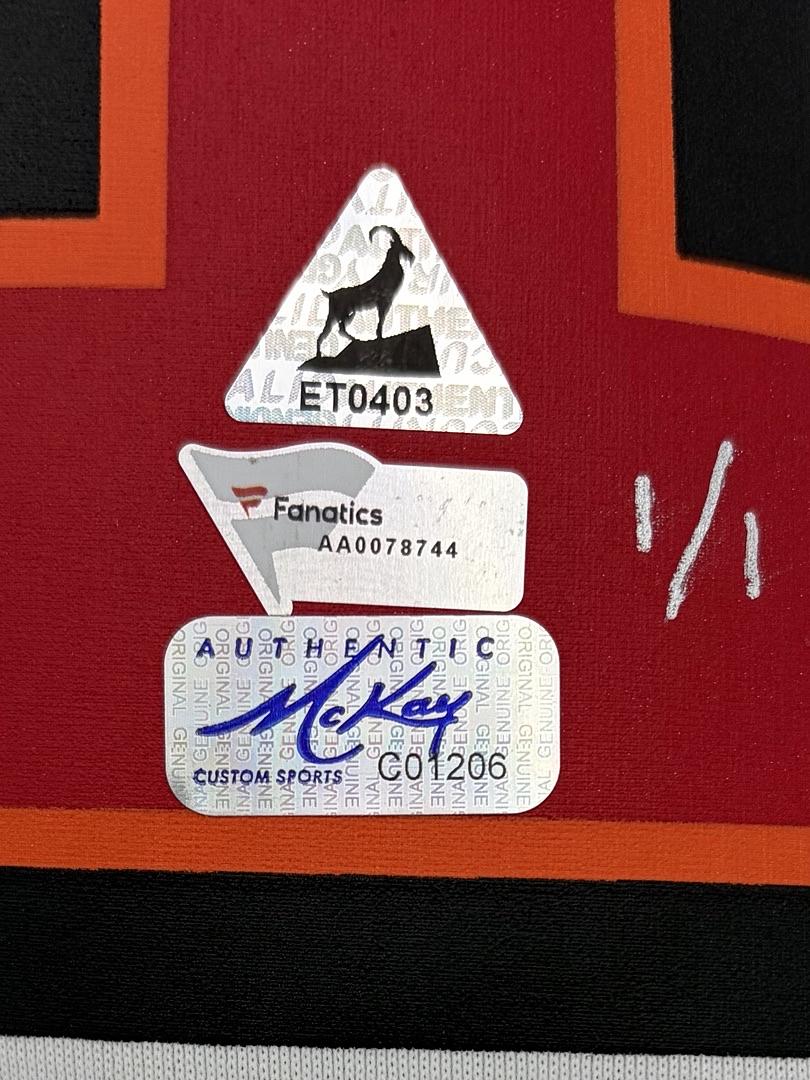 ET0403
Fanatics
AA0078744
1/1
AUTHENTIC
McKay
CUSTOM SPORTS C01206